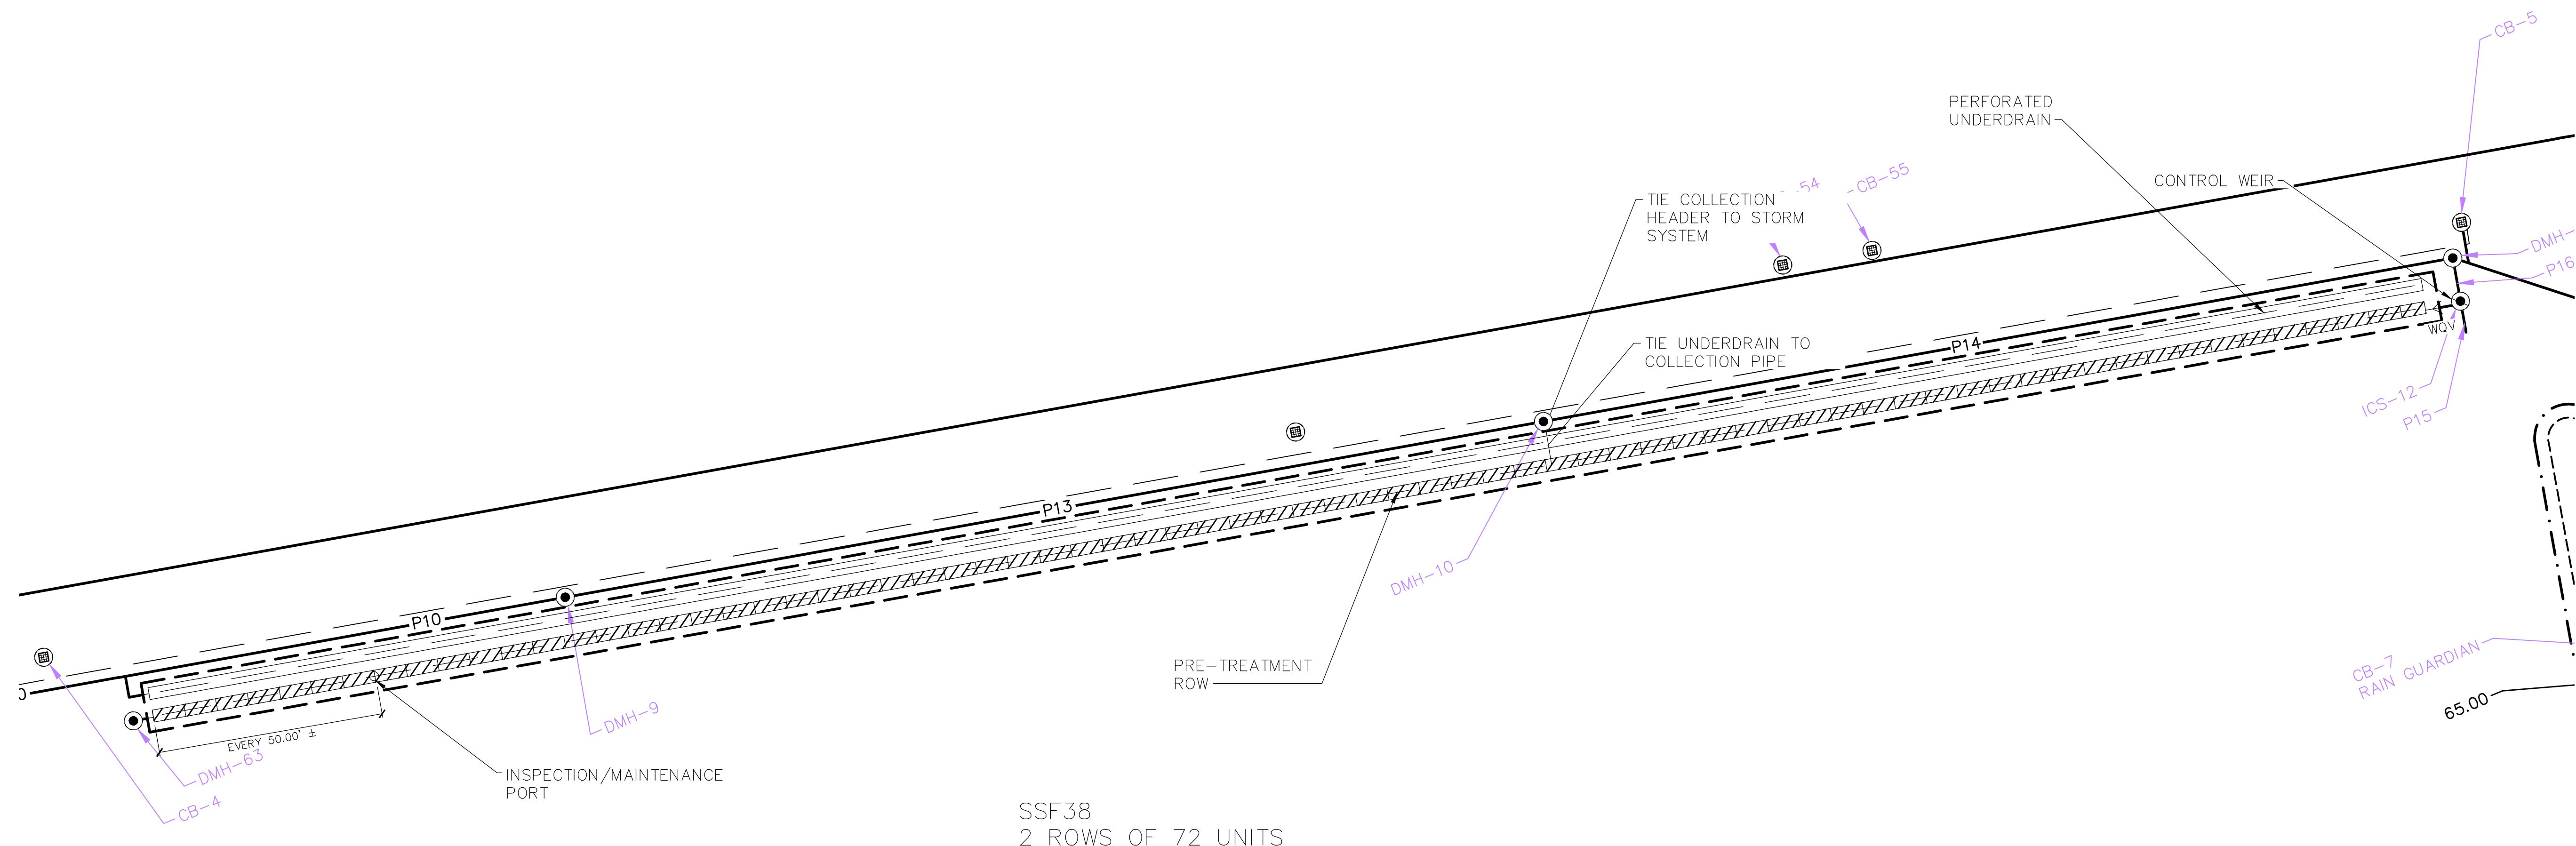 CB-5
PERFORATED
UNDERDRAIN
CONTROL WEIR
TIE COLLECTION
HEADER TO STORM
SYSTEM
-54
CB-55
DMH-
P16
WQV
TIE UNDERDRAIN TO
COLLECTION PIPE
P14
ICS-12
P15
P13
DMH-10
P10
0
PRE-TREATMENT
ROW
CB-7
RAIN GUARDIAN
65.00
DMH-9
EVERY 50.00' ±
DMH-63
CB-4
INSPECTION/MAINTENANCE
PORT
SSF38
2 ROWS OF 72 UNITS